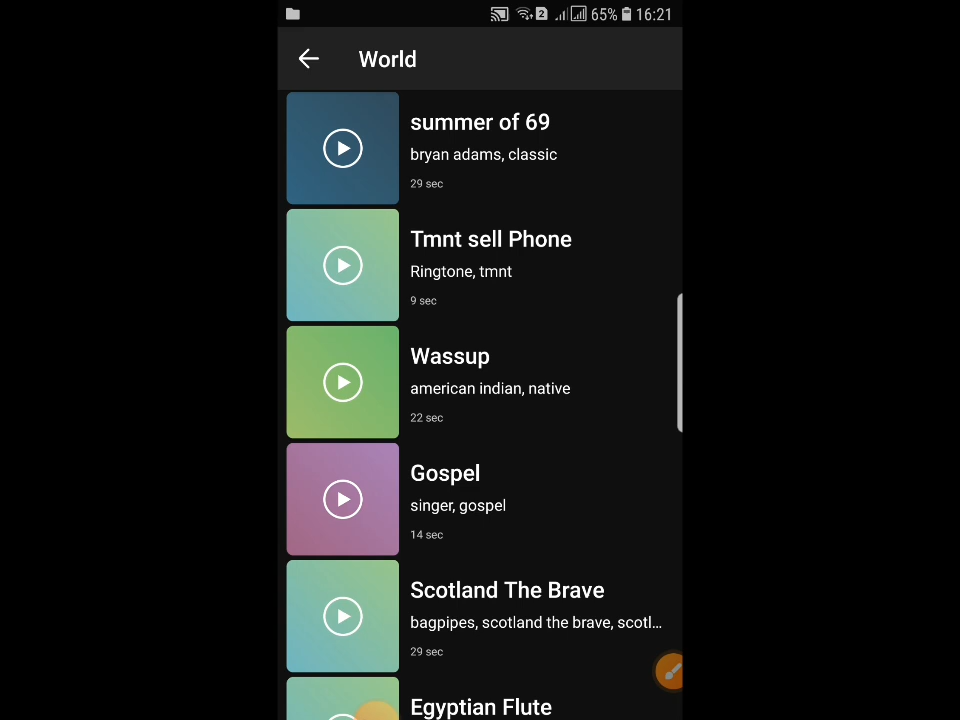 2 65% 16:21
World
summer of 69
bryan adams, classic
29 sec
Tmnt sell Phone
Ringtone, tmnt
9 sec
Wassup
american indian, native
22 sec
Gospel
singer, gospel
14 sec
Scotland The Brave
bagpipes, scotland the brave, scotl...
29 sec
Egyptian Flute